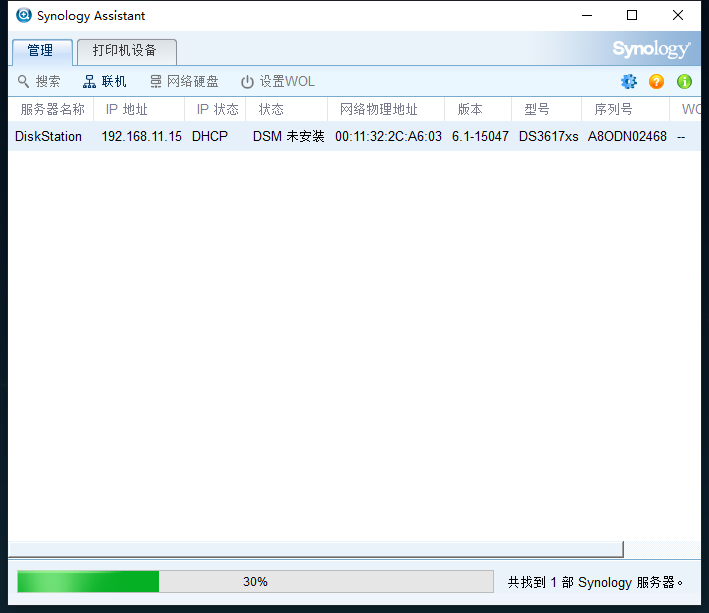 Synology Assistant
管理 打印机设备 Synology
搜索 联机 网络硬盘 设置WOL
服务器名称 IP 地址 IP 状态 状态 网络物理地址 版本 型号 序列号 WO
DiskStation 192.168.11.15 DHCP DSM 未安装 00:11:32:2C:A6:03 6.1-15047 DS3617xs A8ODN02468 --
30% 共找到 1 部 Synology 服务器。